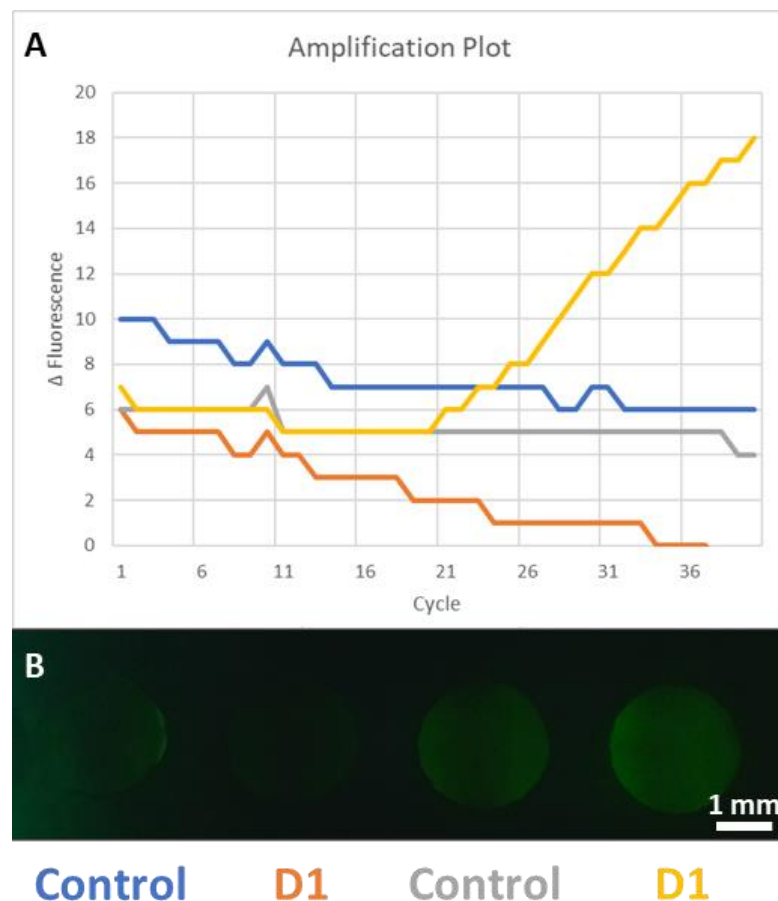 A
Amplification Plot
20
18
16
14
12
10
8
6
4
2
0
Δ Fluorescence
1 6 11 16 21 26 31 36
Cycle
B
1 mm
Control D1 Control D1